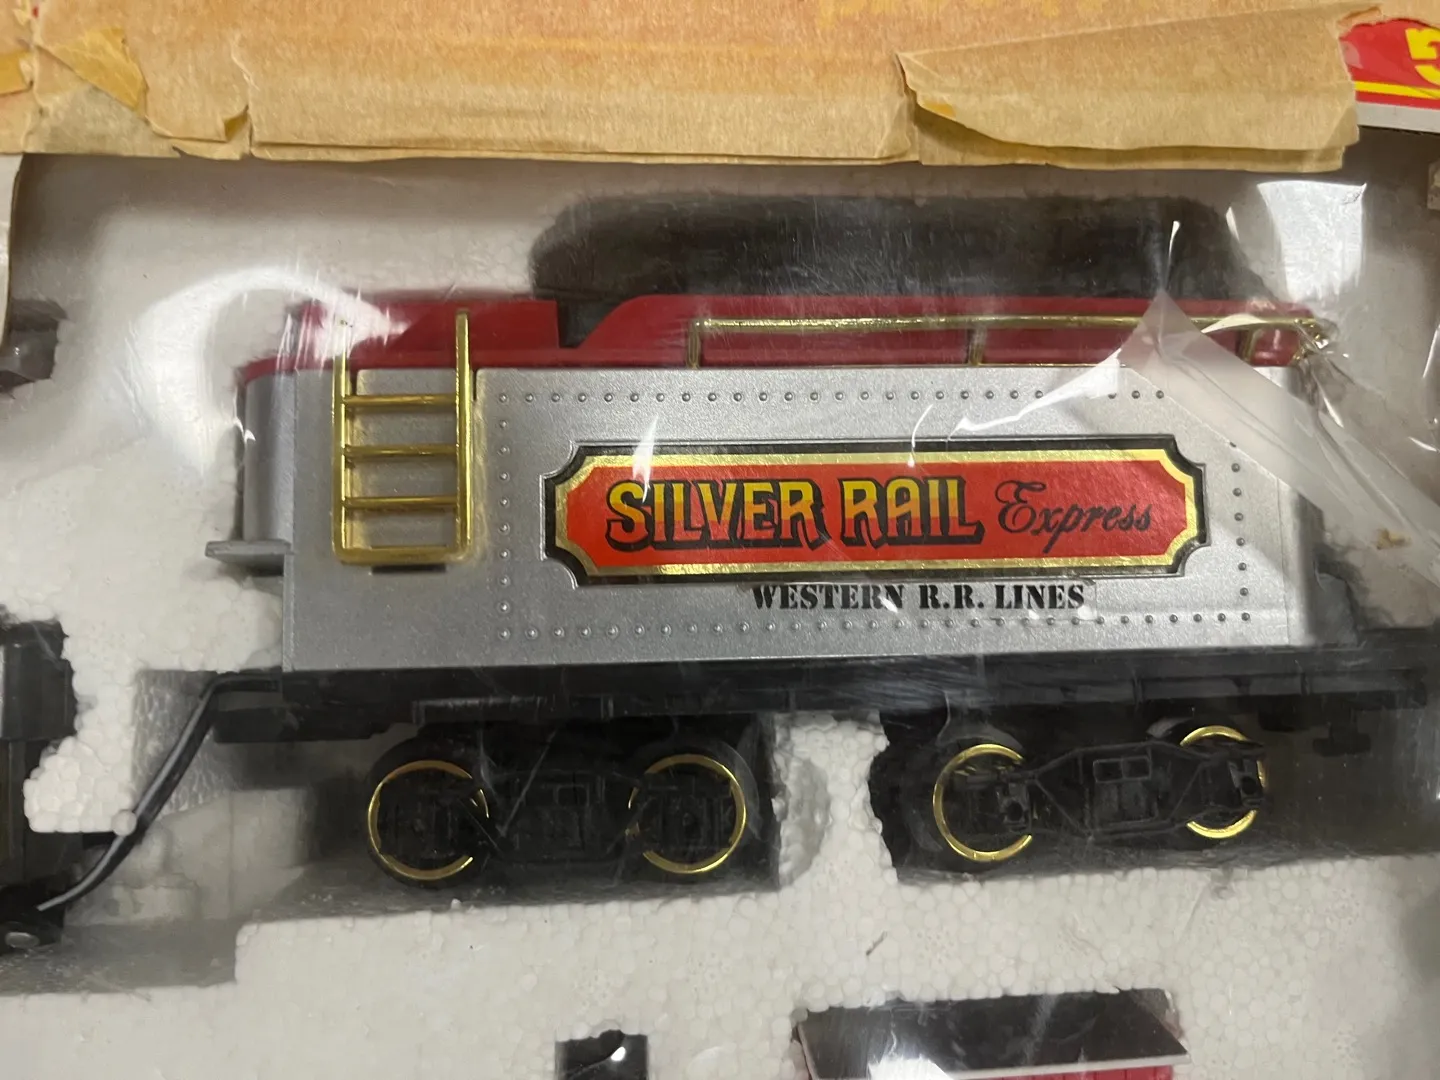 SILVER RAIL Express
WESTERN R.R. LINES